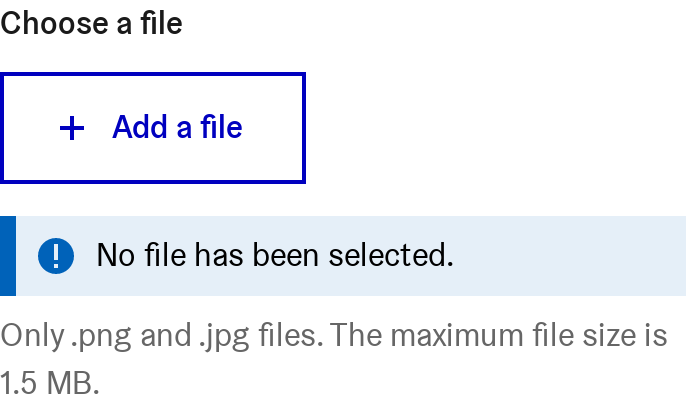 Choose a file
+ Add a file
No file has been selected.
Only .png and .jpg files. The maximum file size is
1.5 MB.